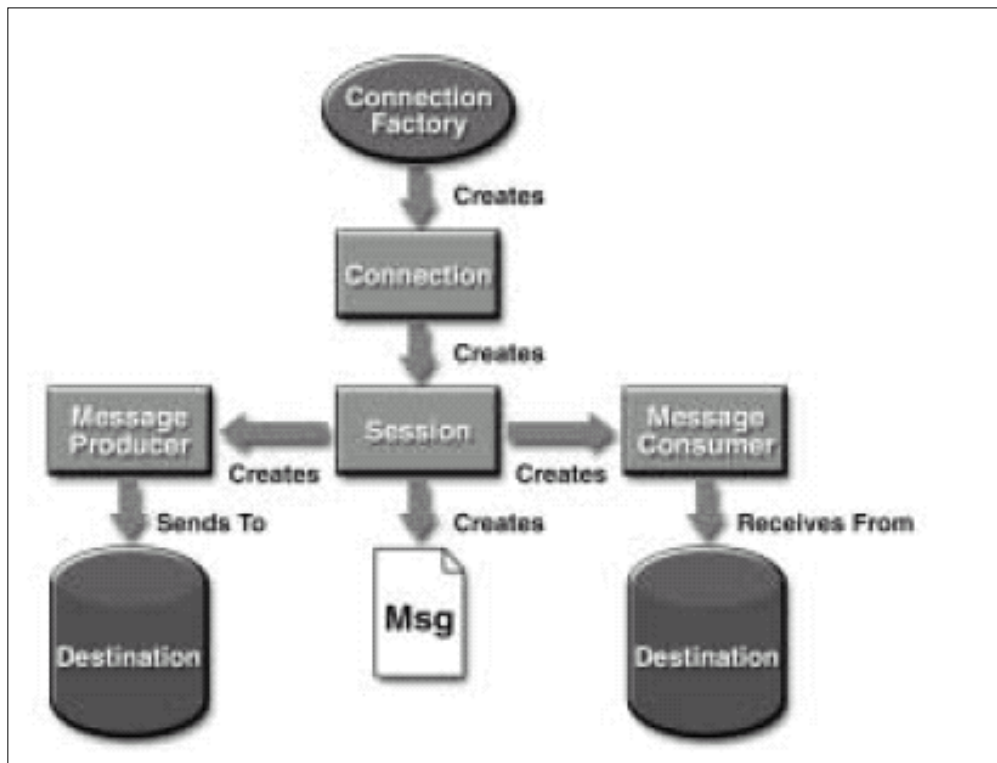 Connection
Factory
Creates
Connection
Creates
Message
Producer
Session
Message
Consumer
Creates
Creates
Sends To
Creates
Receives From
Msg
Destination
Destination